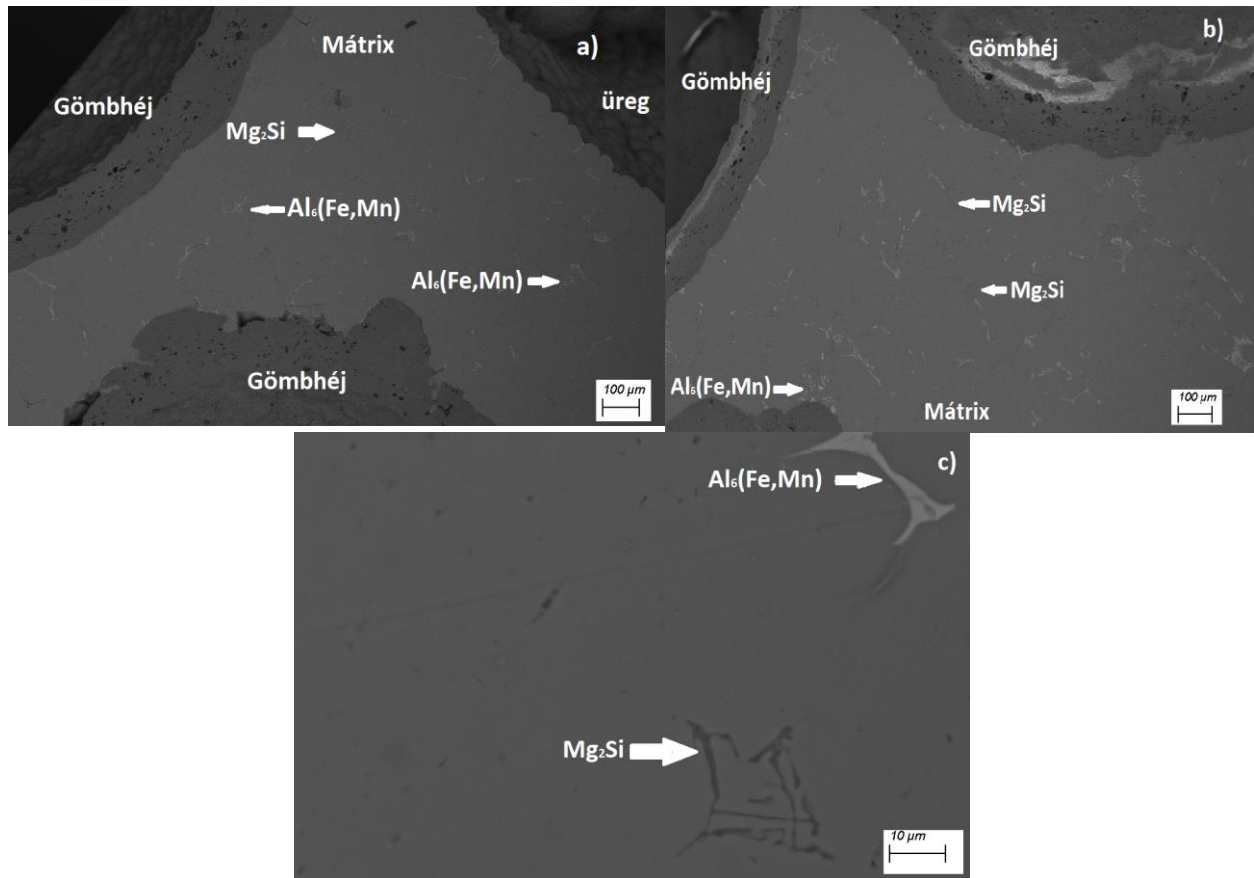 Mátrix
a)
Gömbhéj
üreg
Mg₂Si
Al₆(Fe,Mn)
Al₆(Fe,Mn)
Gömbhéj
100 µm
b)
Gömbhéj
Gömbhéj
Mg₂Si
Mg₂Si
Al₆(Fe,Mn)
Mátrix
100 µm
c)
Al₆(Fe,Mn)
Mg₂Si
10 µm